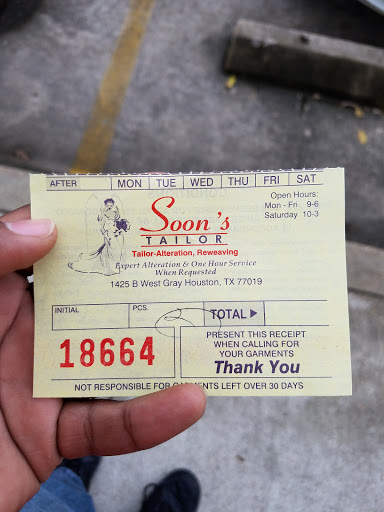 AFTER MON TUE WED THU FRI SAT
Open Hours:
Mon - Fri 9-6
Saturday 10-3
Soon's
TAILOR
Tailor-Alteration, Reweaving
Expert Alteration & One Hour Service
When Requested
1425 B West Gray Houston, TX 77019
INITIAL PCS. TOTAL
18664
PRESENT THIS RECEIPT
WHEN CALLING FOR
YOUR GARMENTS
Thank You
NOT RESPONSIBLE FOR GARMENTS LEFT OVER 30 DAYS